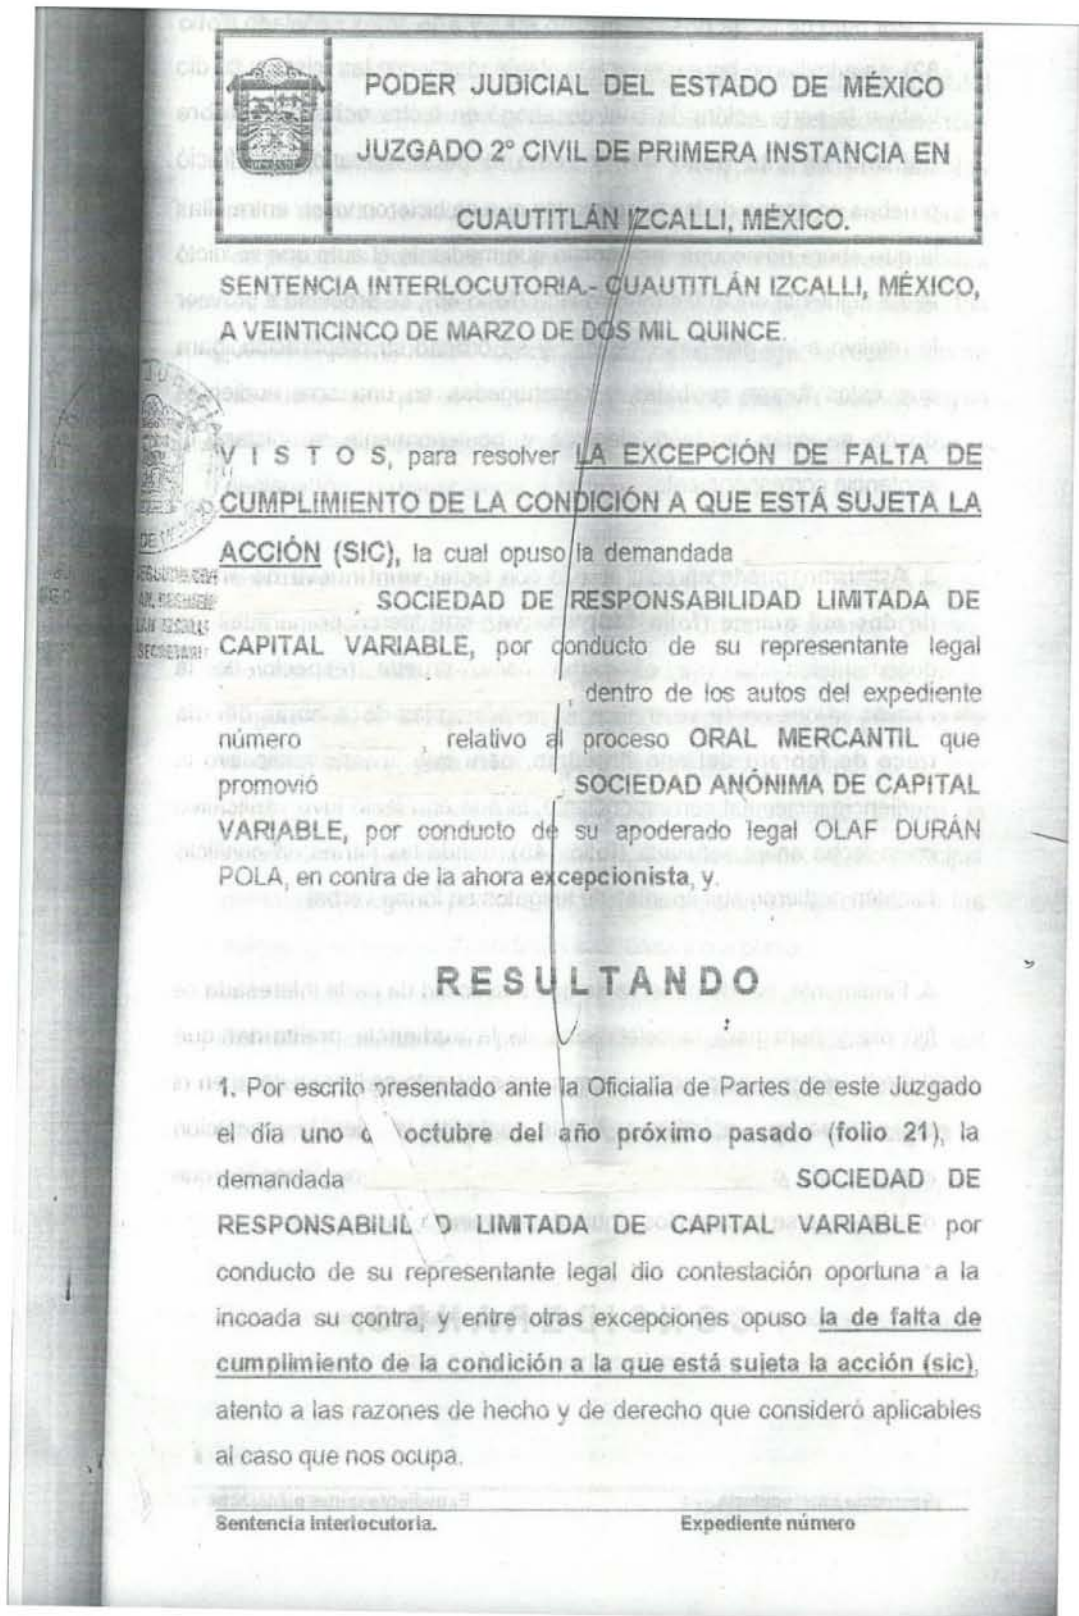 PODER JUDICIAL DEL ESTADO DE MÉXICO
JUZGADO 2° CIVIL DE PRIMERA INSTANCIA EN
CUAUTITLÁN IZCALLI, MÉXICO.
SENTENCIA INTERLOCUTORIA.- CUAUTITLÁN IZCALLI, MÉXICO,
A VEINTICINCO DE MARZO DE DOS MIL QUINCE.
V I S T O S, para resolver LA EXCEPCIÓN DE FALTA DE
CUMPLIMIENTO DE LA CONDICIÓN A QUE ESTÁ SUJETA LA
ACCIÓN (SIC), la cual opuso la demandada
SOCIEDAD DE RESPONSABILIDAD LIMITADA DE
CAPITAL VARIABLE, por conducto de su representante legal
, dentro de los autos del expediente
número , relativo al proceso ORAL MERCANTIL que
promovió , SOCIEDAD ANÓNIMA DE CAPITAL
VARIABLE, por conducto de su apoderado legal OLAF DURÁN
POLA, en contra de la ahora excepcionista, y.
RESULTANDO
1. Por escrito presentado ante la Oficialia de Partes de este Juzgado
el día uno d octubre del año próximo pasado (folio 21), la
demandada SOCIEDAD DE
RESPONSABILI D LIMITADA DE CAPITAL VARIABLE por
conducto de su representante legal dio contestación oportuna a la
incoada su contra, y entre otras excepciones opuso la de falta de
cumplimiento de la condición a la que está sujeta la acción (sic),
atento a las razones de hecho y de derecho que consideró aplicables
al caso que nos ocupa.
Sentencia interlocutoria. Expediente número